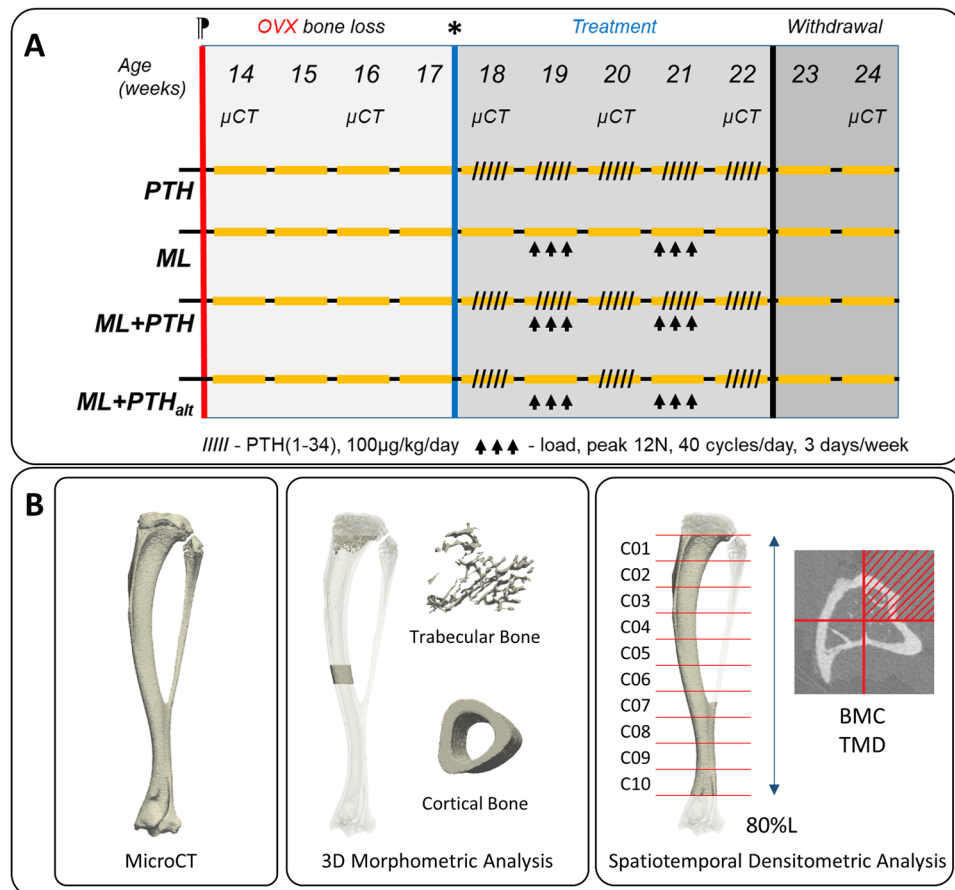 A
⁋ OVX bone loss * Treatment Withdrawal
Age 14 15 16 17 18 19 20 21 22 23 24
(weeks)
µCT µCT µCT µCT µCT µCT
PTH
ML
ML+PTH
ML+PTHalt
///// - PTH(1-34), 100µg/kg/day - load, peak 12N, 40 cycles/day, 3 days/week
B
MicroCT
Trabecular Bone
Cortical Bone
3D Morphometric Analysis
C01
C02
C03
C04
C05
C06
C07
C08
C09
C10
80%L
BMC
TMD
Spatiotemporal Densitometric Analysis